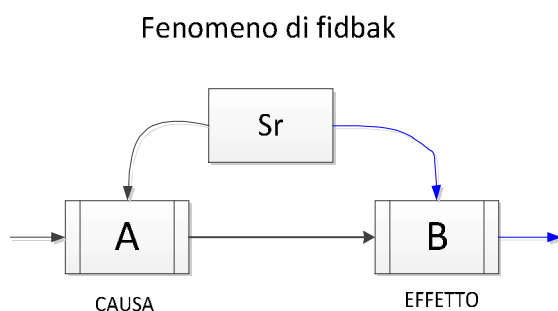 Fenomeno di fidbak
Sr
A
B
CAUSA
EFFETTO